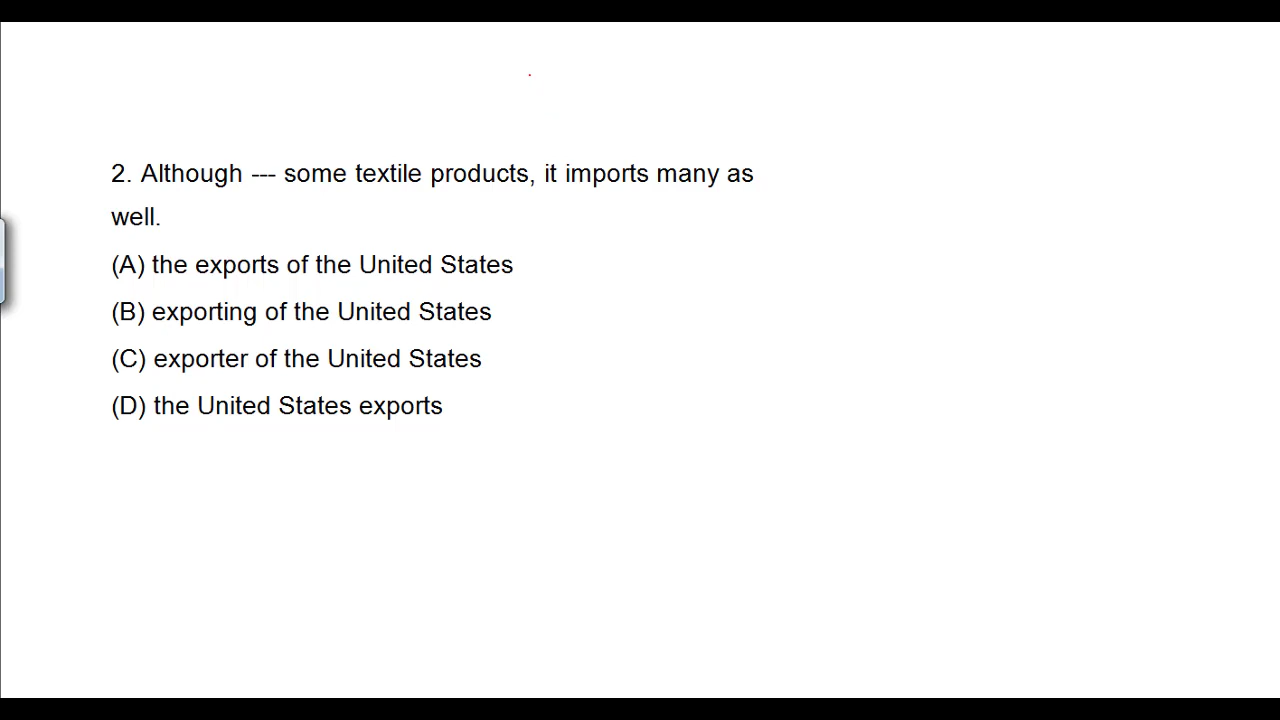 2. Although --- some textile products, it imports many as
well.
(A) the exports of the United States
(B) exporting of the United States
(C) exporter of the United States
(D) the United States exports